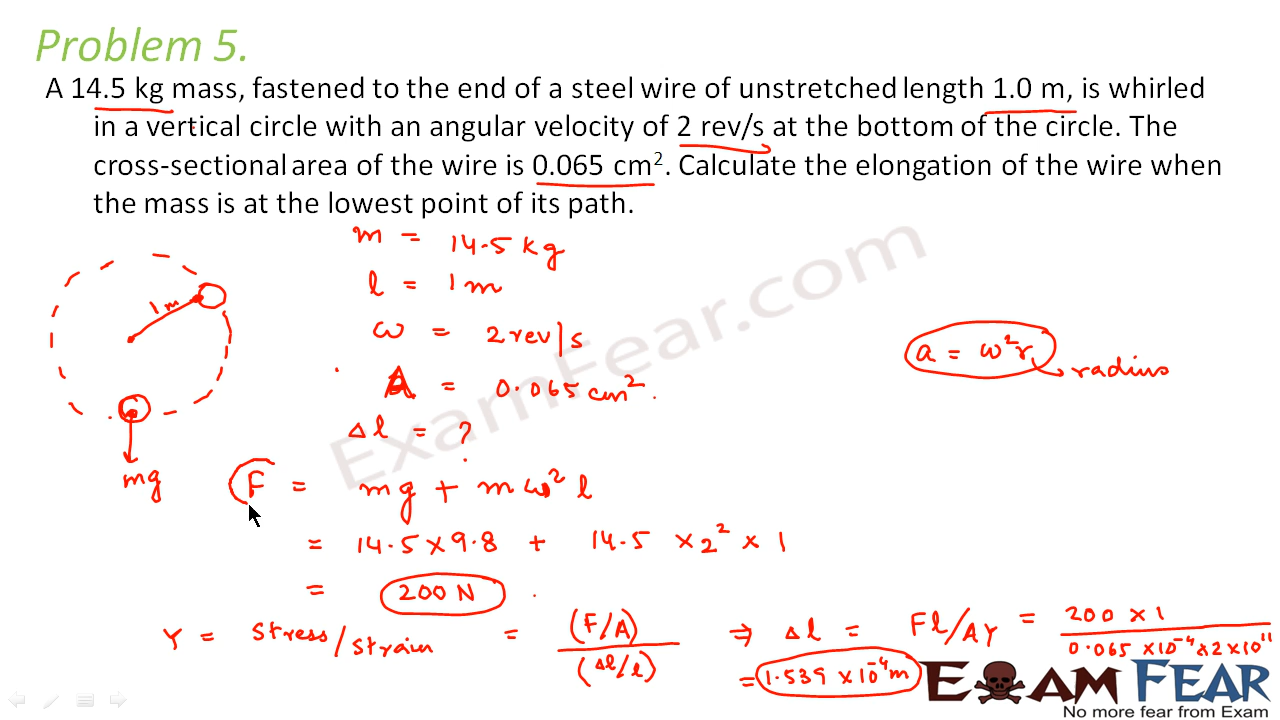 Problem 5.
A 14.5 kg mass, fastened to the end of a steel wire of unstretched length 1.0 m, is whirled
in a vertical circle with an angular velocity of 2 rev/s at the bottom of the circle. The
cross-sectional area of the wire is 0.065 cm². Calculate the elongation of the wire when
the mass is at the lowest point of its path.
m = 14.5 kg
l = 1m
1m
ω = 2 rev/s
a = ω²r
radius
A = 0.065 cm².
Δl = ?
mg
F = mg + mω²l
= 14.5 × 9.8 + 14.5 × 2² × 1
= 200 N
Y = Stress/Strain = (F/A)/(Δl/l) ⇒ Δl = Fl/AY = 200 × 1/0.065 × 10⁻⁴ × 2 × 10¹¹
= 1.539 × 10⁻⁴ m
EXAM FEAR
No more fear from Exam
ExamFear.com